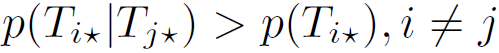 p(T_{i⋆}|T_{j⋆}) > p(T_{i⋆}), i ≠ j